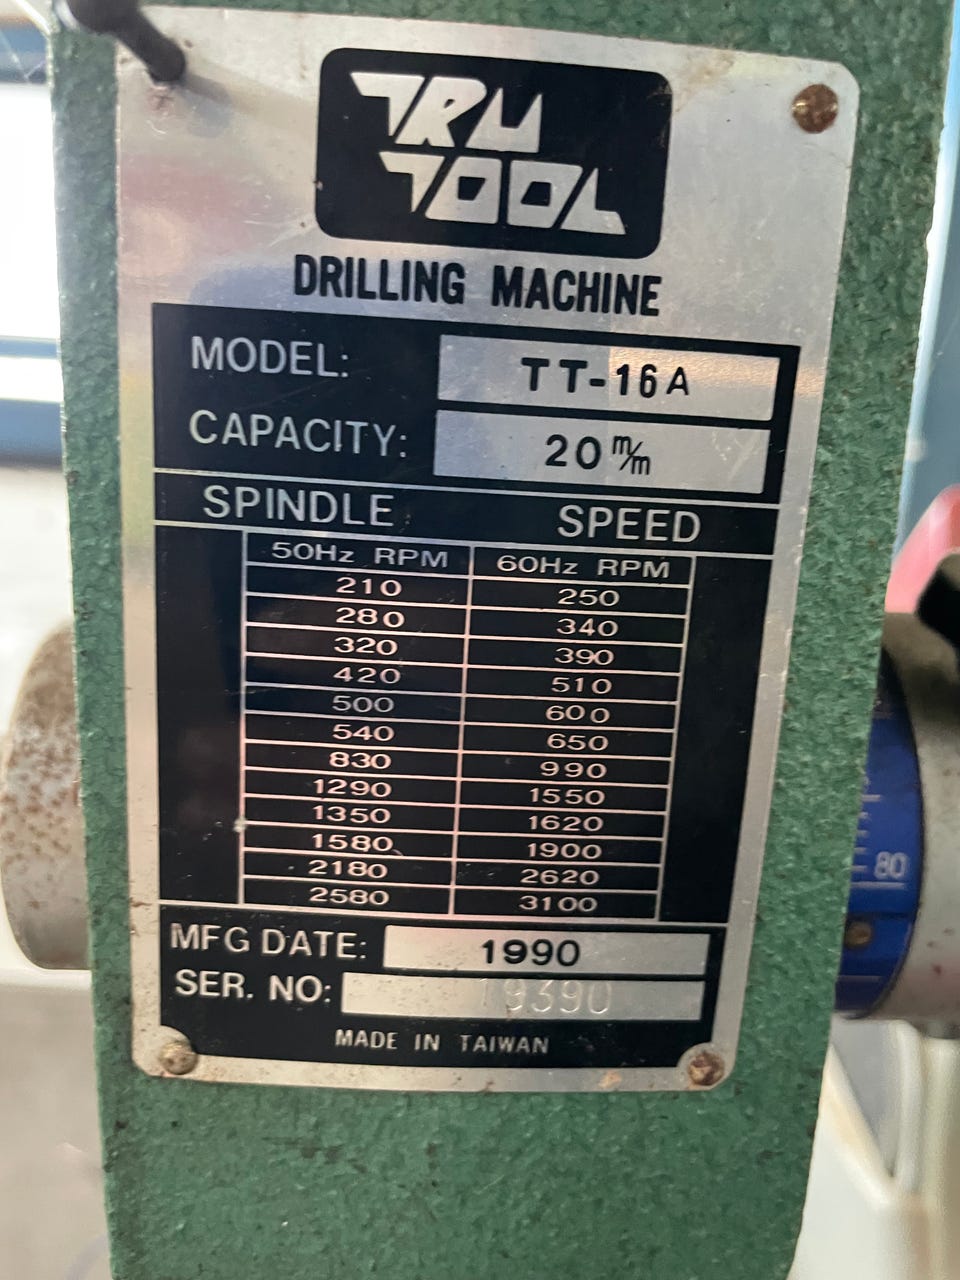 TRU
TOOL
DRILLING MACHINE
MODEL: TT-16A
CAPACITY: 20 m/m
SPINDLE SPEED
50Hz RPM 60Hz RPM
210 250
280 340
320 390
420 510
500 600
540 650
830 990
1290 1550
1350 1620
1580 1900
2180 2620
2580 3100
MFG DATE: 1990
SER. NO: 19390
MADE IN TAIWAN
80